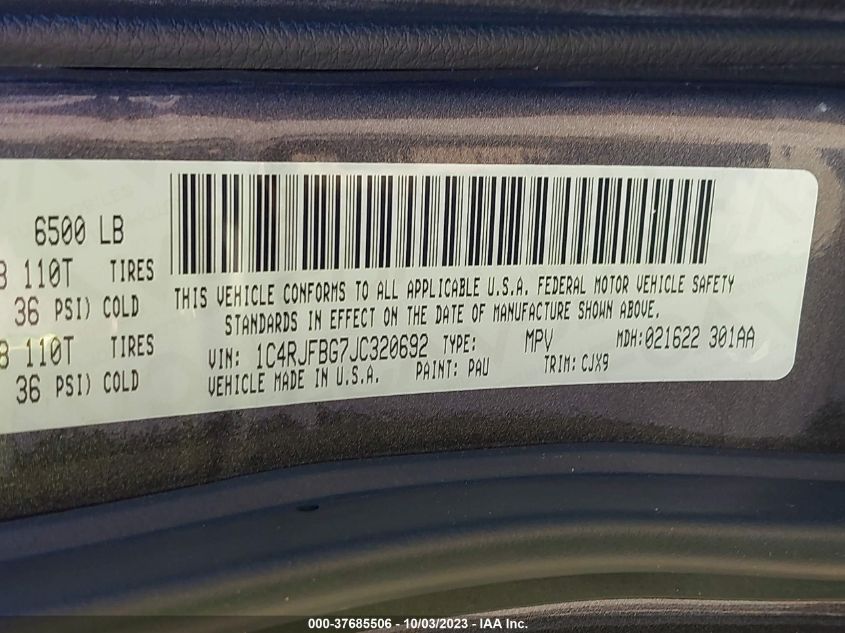 6500 LB
110T TIRES
36 PSI) COLD
110T TIRES
36 PSI) COLD
THIS VEHICLE CONFORMS TO ALL APPLICABLE U.S.A. FEDERAL MOTOR VEHICLE SAFETY
STANDARDS IN EFFECT ON THE DATE OF MANUFACTURE SHOWN ABOVE.
VIN: 1C4RJFBG7JC320692 TYPE: MPV MDH:021622 301AA
VEHICLE MADE IN U.S.A. PAINT: PAU TRIM: CJX9
000-37685506 - 10/03/2023 - IAA Inc.